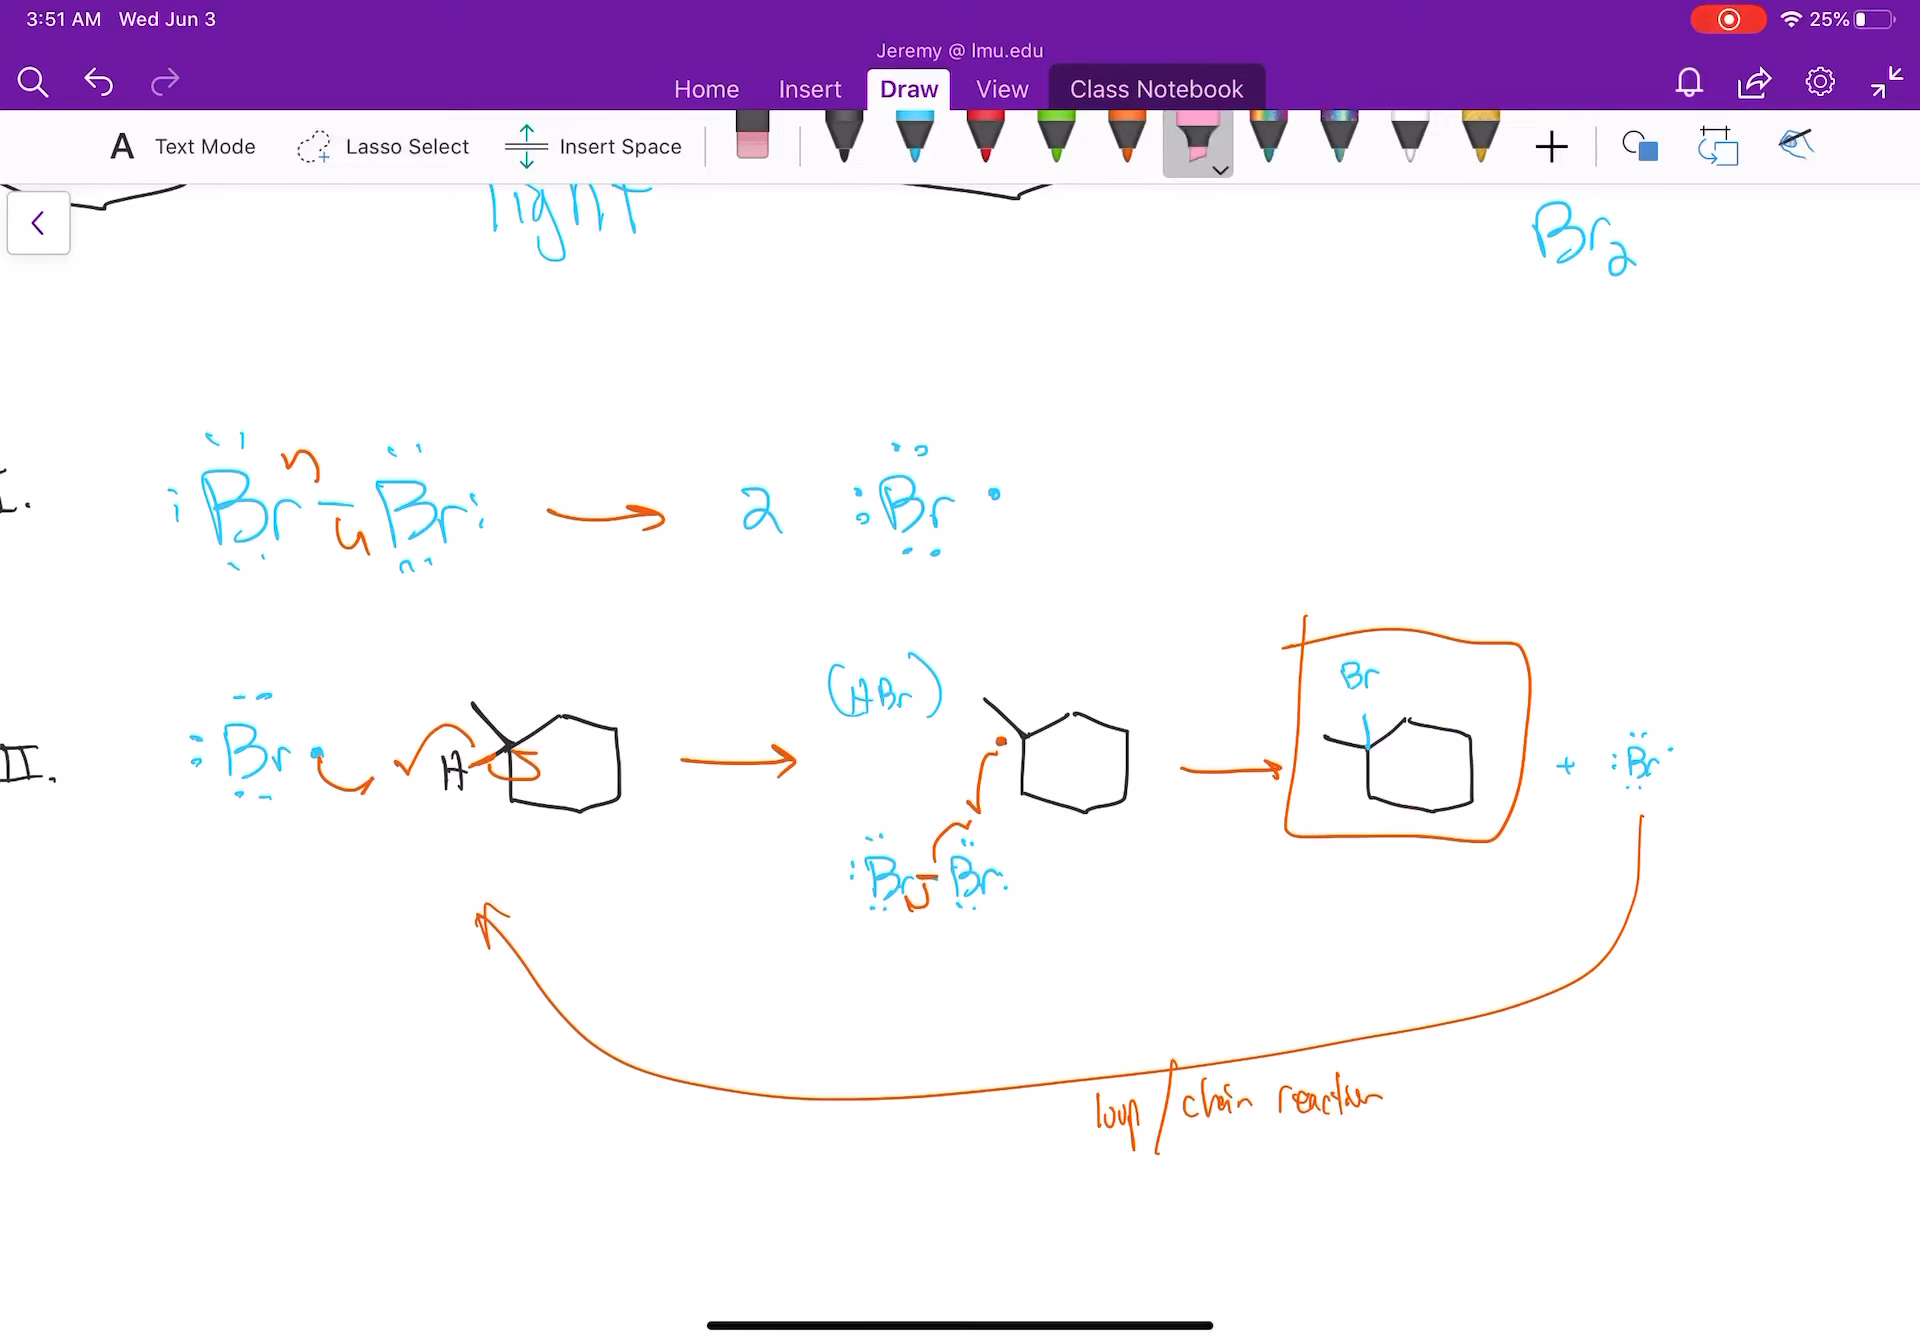 3:51 AM Wed Jun 3
25%
Jeremy @ lmu.edu
Home Insert Draw View Class Notebook
A Text Mode Lasso Select Insert Space
light
Br2
I. Br - Br 2 Br
(HBr)
Br
II. Br H + Br
Br - Br
loop / chain reaction